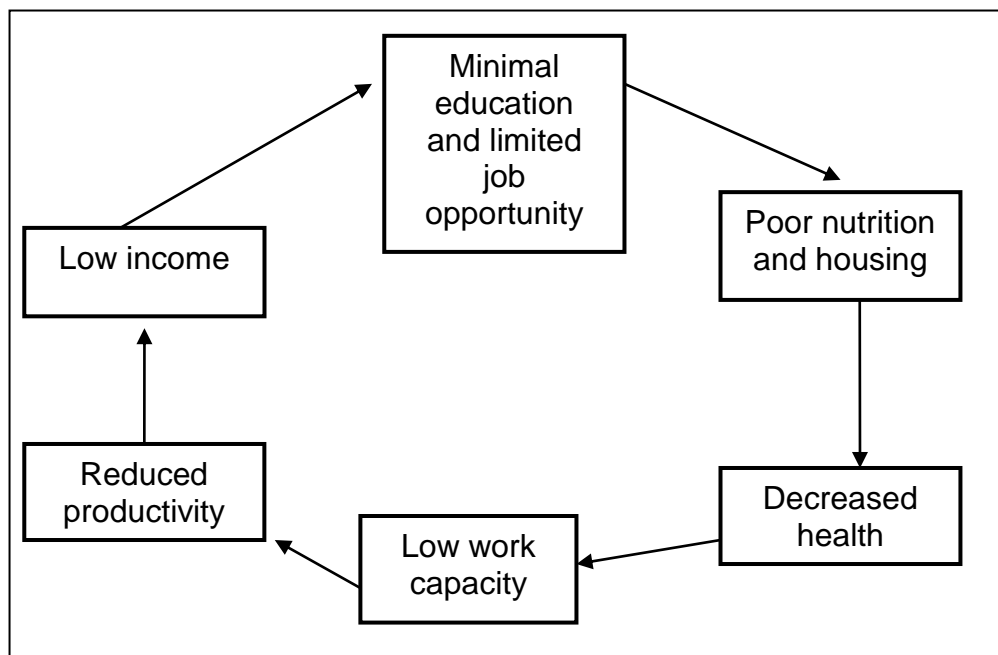 Minimal
education
and limited
job
opportunity
Poor nutrition
and housing
Decreased
health
Low work
capacity
Reduced
productivity
Low income